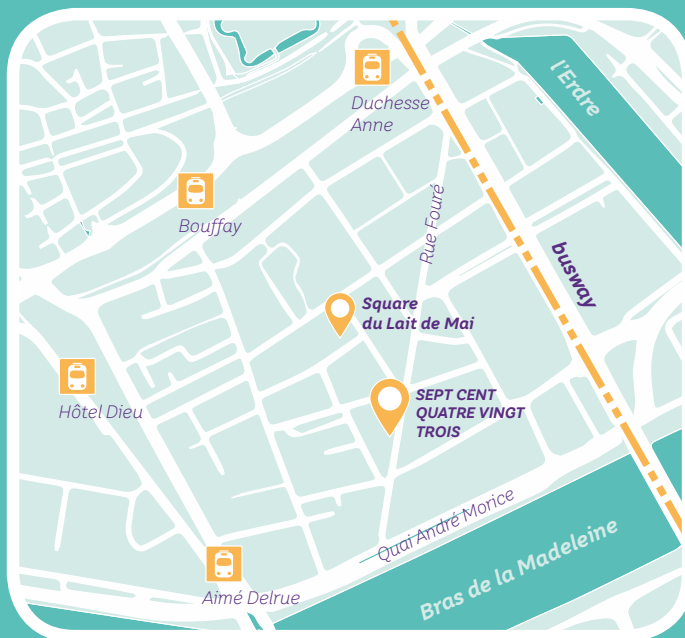 l'Erdre
Duchesse
Anne
Rue Fouré
Bouffay
busway
Square
du Lait de Mai
Hôtel Dieu
SEPT CENT
QUATRE VINGT
TROIS
Quai André Morice
Bras de la Madeleine
Aimé Delrue